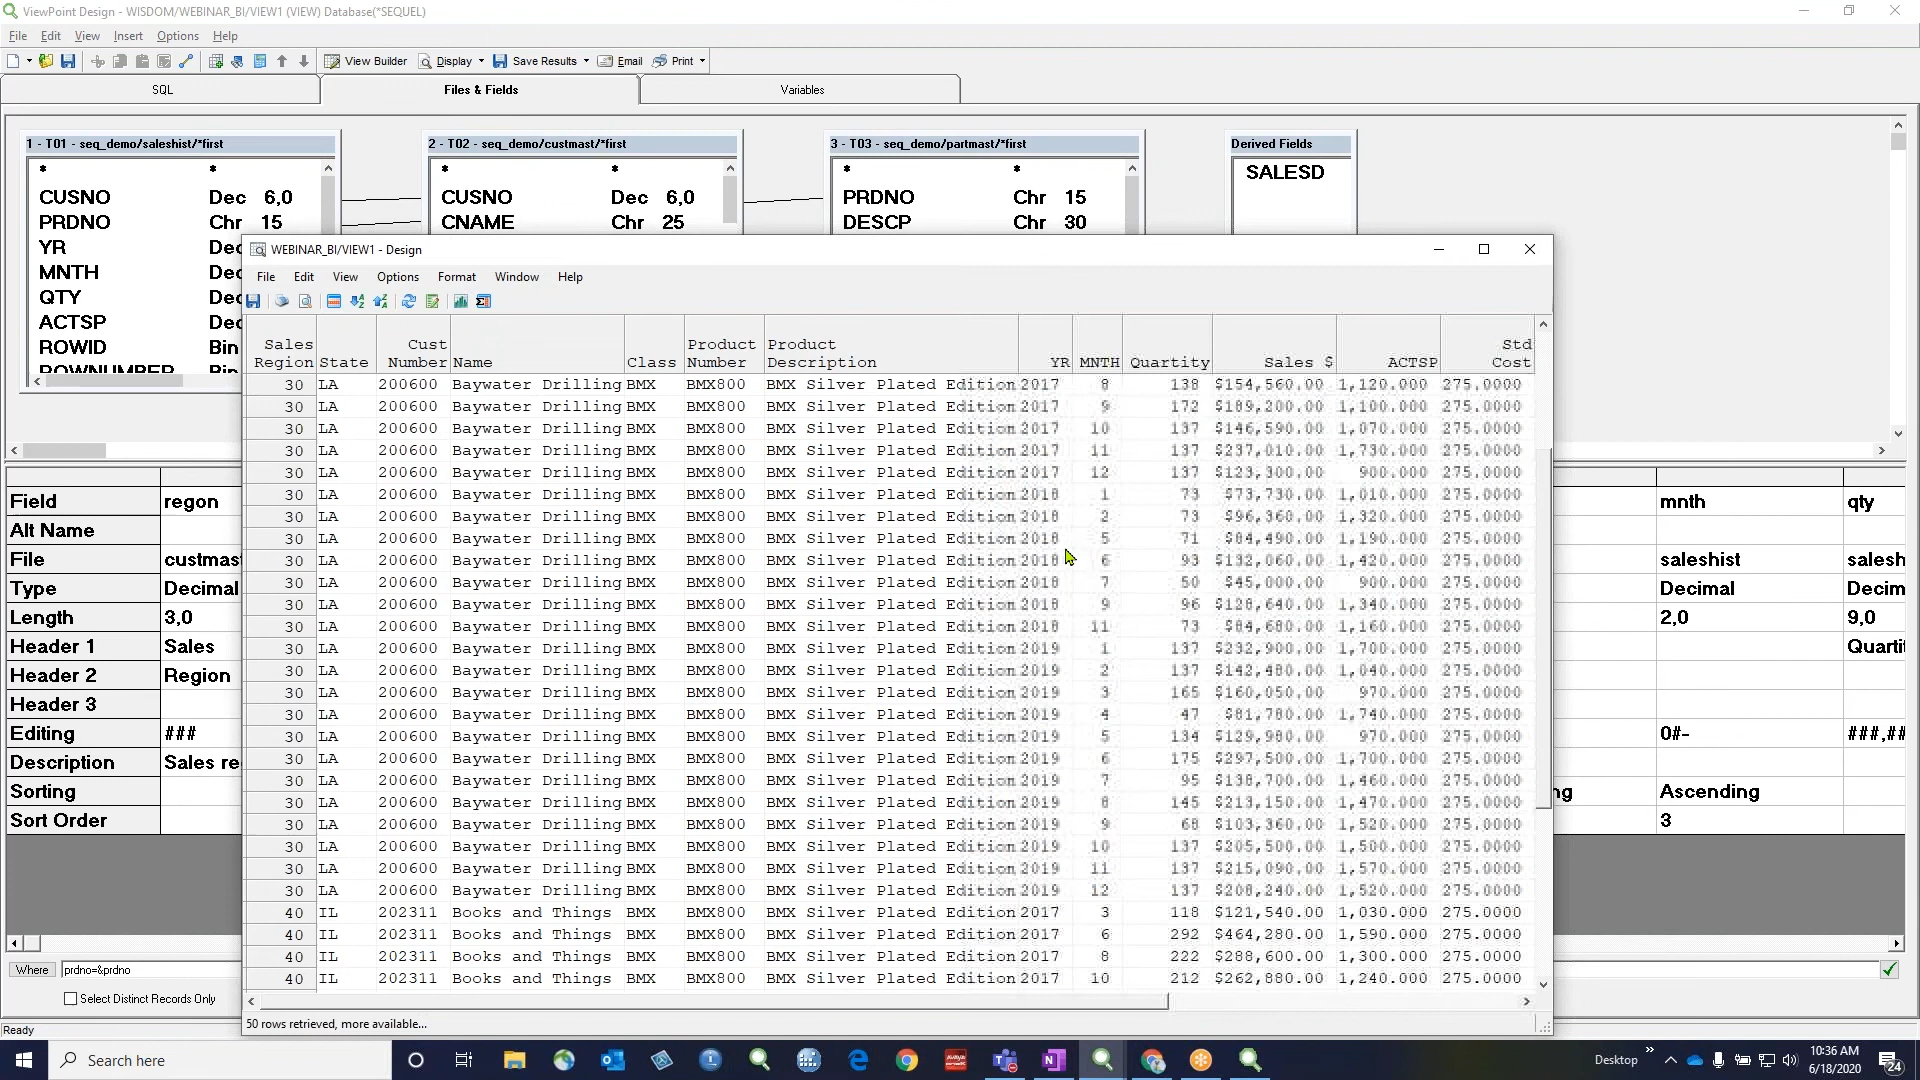 ViewPoint Design - WISDOM/WEBINAR_BI/VIEW1 (VIEW) Database(*SEQUEL)
File Edit View Insert Options Help
View Builder Display Save Results Email Print
SQL Files & Fields Variables
1 - T01 - seq_demo/saleshist/*first
* *
CUSNO Dec 6,0
PRDNO Chr 15
YR Dec
MNTH Dec
QTY Dec
ACTSP Dec
ROWID Bin
ROWNUMBER Bin
2 - T02 - seq_demo/custmast/*first
* *
CUSNO Dec 6,0
CNAME Chr 25
3 - T03 - seq_demo/partmast/*first
* *
PRDNO Chr 15
DESCP Chr 30
Derived Fields
SALESD
WEBINAR_BI/VIEW1 - Design
File Edit View Options Format Window Help
Sales Cust Product Product Std
Region State Number Name Class Number Description YR MNTH Quartity Sales $ ACTSP Cost
30 LA 200600 Baywater Drilling BMX BMX800 BMX Silver Plated Edition 2017 8 138 $154,560.00 1,120.000 275.0000
30 LA 200600 Baywater Drilling BMX BMX800 BMX Silver Plated Edition 2017 9 172 $189,200.00 1,100.000 275.0000
30 LA 200600 Baywater Drilling BMX BMX800 BMX Silver Plated Edition 2017 10 137 $146,590.00 1,070.000 275.0000
30 LA 200600 Baywater Drilling BMX BMX800 BMX Silver Plated Edition 2017 11 137 $237,010.00 1,730.000 275.0000
30 LA 200600 Baywater Drilling BMX BMX800 BMX Silver Plated Edition 2017 12 137 $123,300.00 900.000 275.0000
30 LA 200600 Baywater Drilling BMX BMX800 BMX Silver Plated Edition 2018 1 73 $73,730.00 1,010.000 275.0000
30 LA 200600 Baywater Drilling BMX BMX800 BMX Silver Plated Edition 2018 2 73 $96,360.00 1,320.000 275.0000
30 LA 200600 Baywater Drilling BMX BMX800 BMX Silver Plated Edition 2018 5 71 $84,490.00 1,190.000 275.0000
30 LA 200600 Baywater Drilling BMX BMX800 BMX Silver Plated Edition 2018 6 93 $132,060.00 1,420.000 275.0000
30 LA 200600 Baywater Drilling BMX BMX800 BMX Silver Plated Edition 2018 7 50 $45,000.00 900.000 275.0000
30 LA 200600 Baywater Drilling BMX BMX800 BMX Silver Plated Edition 2018 9 96 $128,640.00 1,340.000 275.0000
30 LA 200600 Baywater Drilling BMX BMX800 BMX Silver Plated Edition 2018 11 73 $84,680.00 1,160.000 275.0000
30 LA 200600 Baywater Drilling BMX BMX800 BMX Silver Plated Edition 2019 1 137 $232,900.00 1,700.000 275.0000
30 LA 200600 Baywater Drilling BMX BMX800 BMX Silver Plated Edition 2019 2 137 $142,480.00 1,040.000 275.0000
30 LA 200600 Baywater Drilling BMX BMX800 BMX Silver Plated Edition 2019 3 165 $160,050.00 970.000 275.0000
30 LA 200600 Baywater Drilling BMX BMX800 BMX Silver Plated Edition 2019 4 47 $81,780.00 1,740.000 275.0000
30 LA 200600 Baywater Drilling BMX BMX800 BMX Silver Plated Edition 2019 5 134 $129,980.00 970.000 275.0000
30 LA 200600 Baywater Drilling BMX BMX800 BMX Silver Plated Edition 2019 6 175 $297,500.00 1,700.000 275.0000
30 LA 200600 Baywater Drilling BMX BMX800 BMX Silver Plated Edition 2019 7 95 $138,700.00 1,460.000 275.0000
30 LA 200600 Baywater Drilling BMX BMX800 BMX Silver Plated Edition 2019 8 145 $213,150.00 1,470.000 275.0000
30 LA 200600 Baywater Drilling BMX BMX800 BMX Silver Plated Edition 2019 9 68 $103,360.00 1,520.000 275.0000
30 LA 200600 Baywater Drilling BMX BMX800 BMX Silver Plated Edition 2019 10 137 $205,500.00 1,500.000 275.0000
30 LA 200600 Baywater Drilling BMX BMX800 BMX Silver Plated Edition 2019 11 137 $215,090.00 1,570.000 275.0000
30 LA 200600 Baywater Drilling BMX BMX800 BMX Silver Plated Edition 2019 12 137 $208,240.00 1,520.000 275.0000
40 IL 202311 Books and Things BMX BMX800 BMX Silver Plated Edition 2017 3 118 $121,540.00 1,030.000 275.0000
40 IL 202311 Books and Things BMX BMX800 BMX Silver Plated Edition 2017 6 292 $464,280.00 1,590.000 275.0000
40 IL 202311 Books and Things BMX BMX800 BMX Silver Plated Edition 2017 8 222 $288,600.00 1,300.000 275.0000
40 IL 202311 Books and Things BMX BMX800 BMX Silver Plated Edition 2017 10 212 $262,880.00 1,240.000 275.0000
50 rows retrieved, more available...
Field regon mnth qty
Alt Name
File custmast saleshist salesh
Type Decimal Decimal Decim
Length 3,0 2,0 9,0
Header 1 Sales Quarti
Header 2 Region
Header 3
Editing ### 0#- ###,##
Description Sales re
Sorting ng Ascending
Sort Order 3
Where prdno=&prdno
Select Distinct Records Only
Ready
Search here
Desktop
10:36 AM
6/18/2020
24